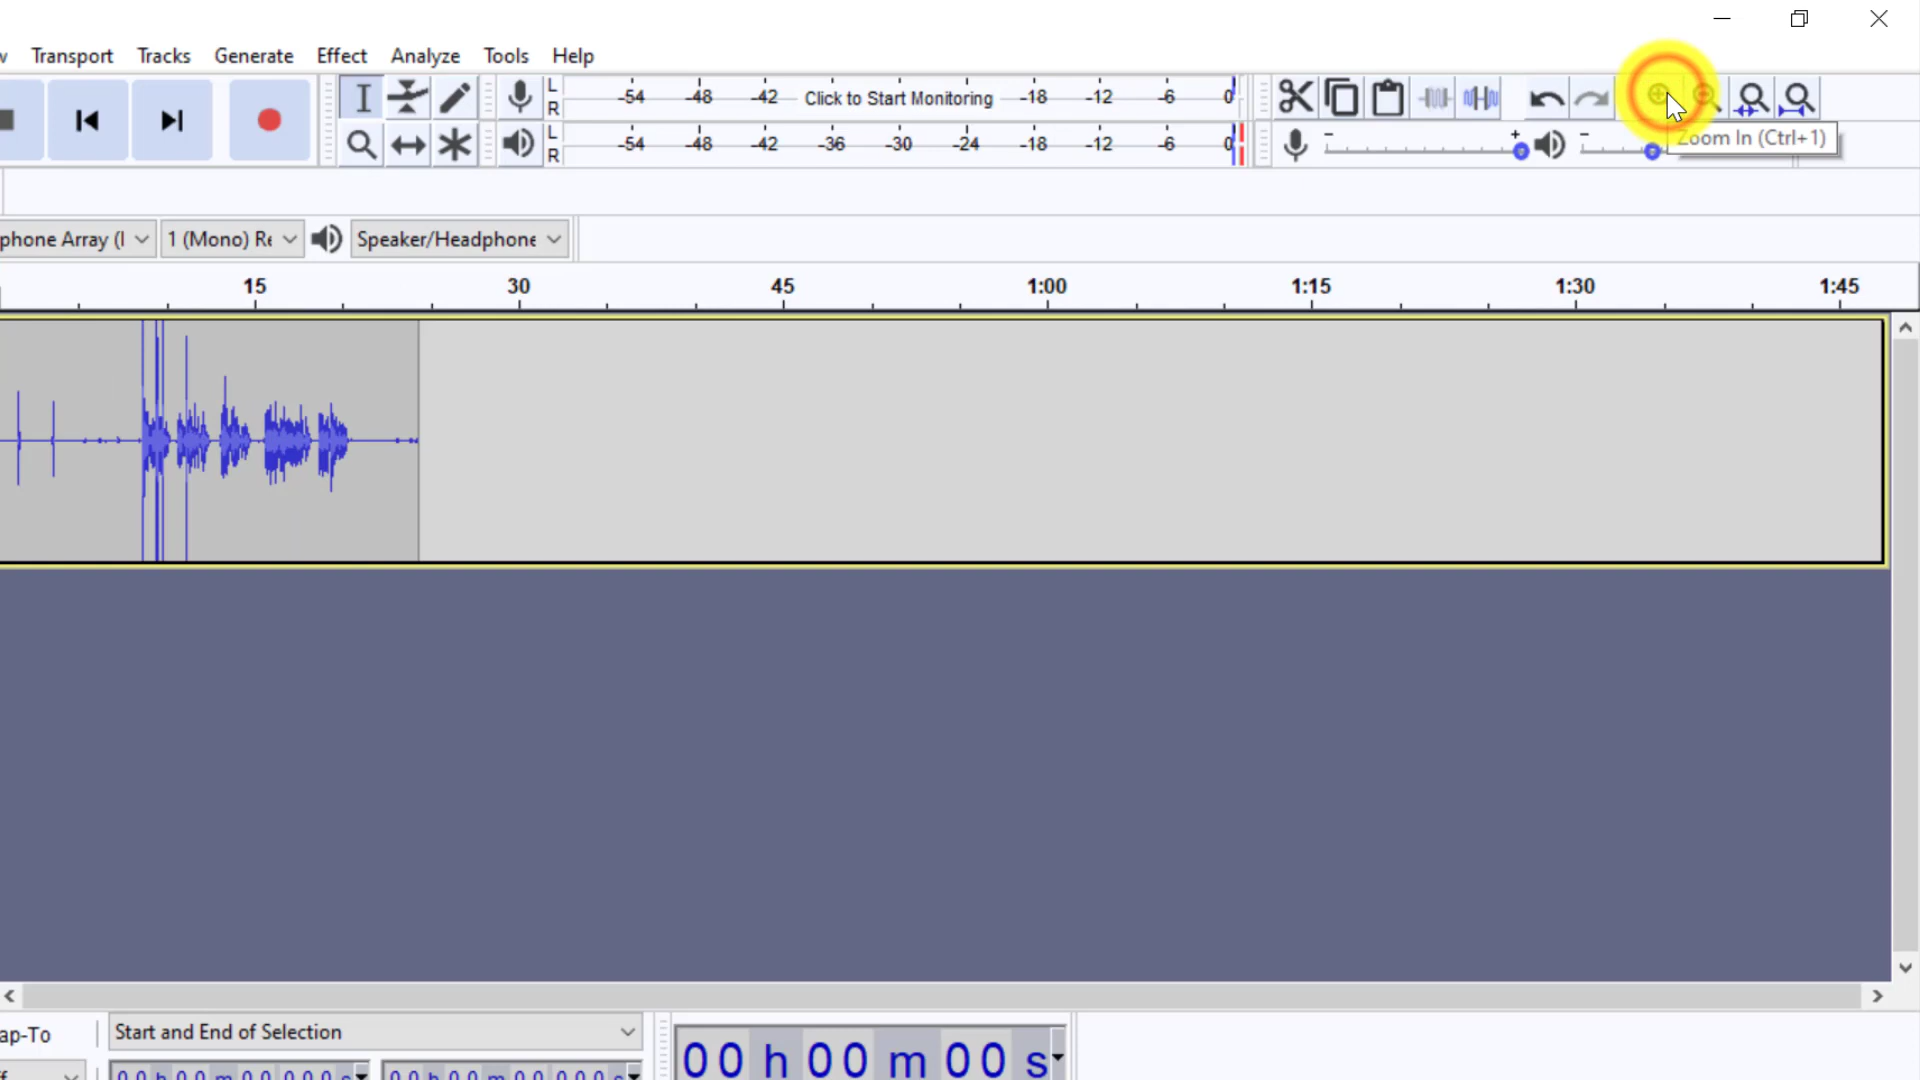 Transport Tracks Generate Effect Analyze Tools Help
L
R
-54 -48 -42 Click to Start Monitoring -18 -12 -6 0
L
R
-54 -48 -42 -36 -30 -24 -18 -12 -6 0
- + -
Zoom In (Ctrl+1)
phone Array (
1 (Mono) Re
Speaker/Headphone
15 30 45 1:00 1:15 1:30 1:45
ap-To
Start and End of Selection
00 h 00 m 00.000 s
00 h 00 m 00.000 s
00 h 00 m 00 s